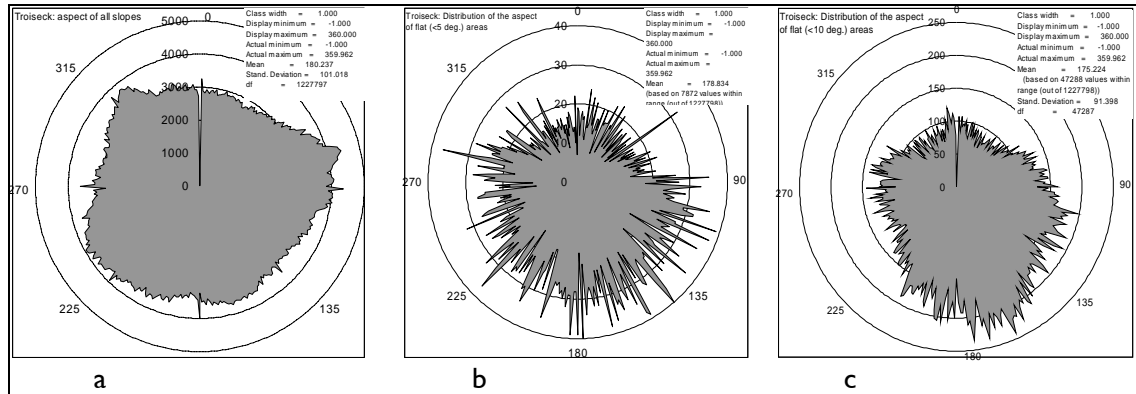 Troiseck: aspect of all slopes
Class width = 1.000
Display minimum = -1.000
Display maximum = 360.000
Actual minimum = -1.000
Actual maximum = 359.962
Mean = 180.237
Stand. Deviation = 101.018
df = 1227797
0
5000
4000
3000
2000
1000
0
315
270
225
135
a
Troiseck: Distribution of the aspect
of flat (<5 deg.) areas
Class width = 1.000
Display minimum = -1.000
Display maximum =
360.000
Actual minimum = -1.000
Actual maximum =
359.962
Mean = 178.834
(based on 7872 values within
range (out of 1227798))
0
40
30
20
0
315
270
90
225
135
180
b
Troiseck: Distribution of the aspect
of flat (<10 deg.) areas
Class width = 1.000
Display minimum = -1.000
Display maximum = 360.000
Actual minimum = -1.000
Actual maximum = 359.962
Mean = 175.224
(based on 47288 values within
range (out of 1227798))
Stand. Deviation = 91.398
df = 47287
0
250
200
150
100
50
0
315
270
90
225
135
180
c